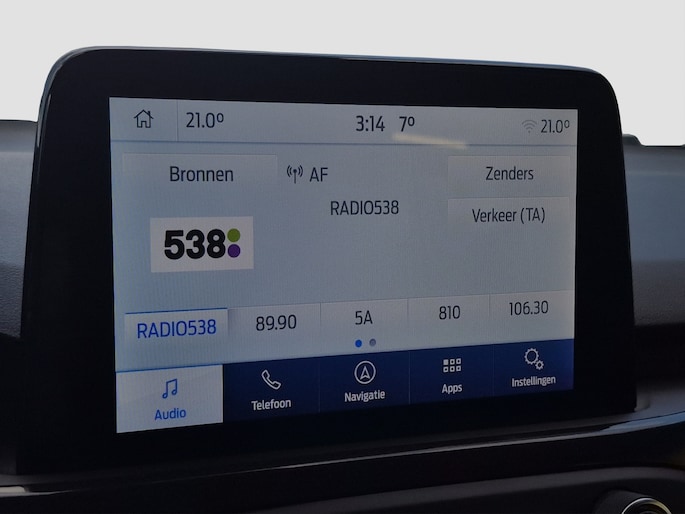 21.0° 3:14 7° 21.0°
Bronnen AF Zenders
RADIO538
Verkeer (TA)
538
RADIO538 89.90 5A 810 106.30
Audio Telefoon Navigatie Apps Instellingen